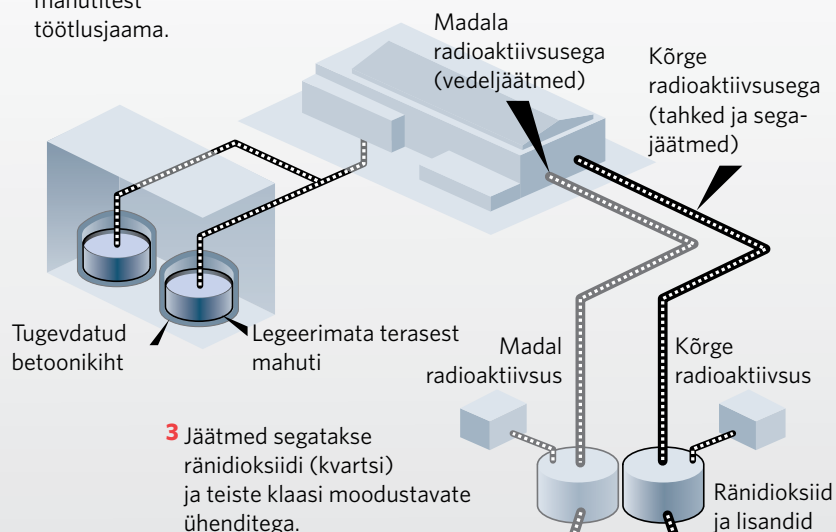 mahutitest
töötlusjaama.
Madala
radioaktiivsusega
(vedeljäätmed)
Kõrge
radioaktiivsusega
(tahked ja sega-
jäätmed)
Tugevdatud
betoonikiht
Legeerimata terasest
mahuti
Madal
radioaktiivsus
Kõrge
radioaktiivsus
3 Jäätmed segatakse
ränidioksiidi (kvartsi)
ja teiste klaasi moodustavate
ühenditega.
Ränidioksiid
ja lisandid